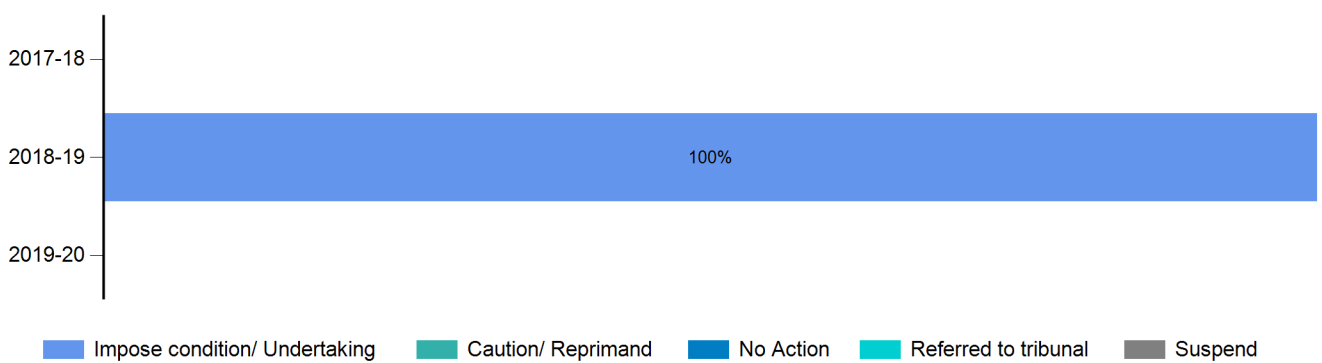 2017-18
2018-19
100%
2019-20
Impose condition/ Undertaking Caution/ Reprimand No Action Referred to tribunal Suspend